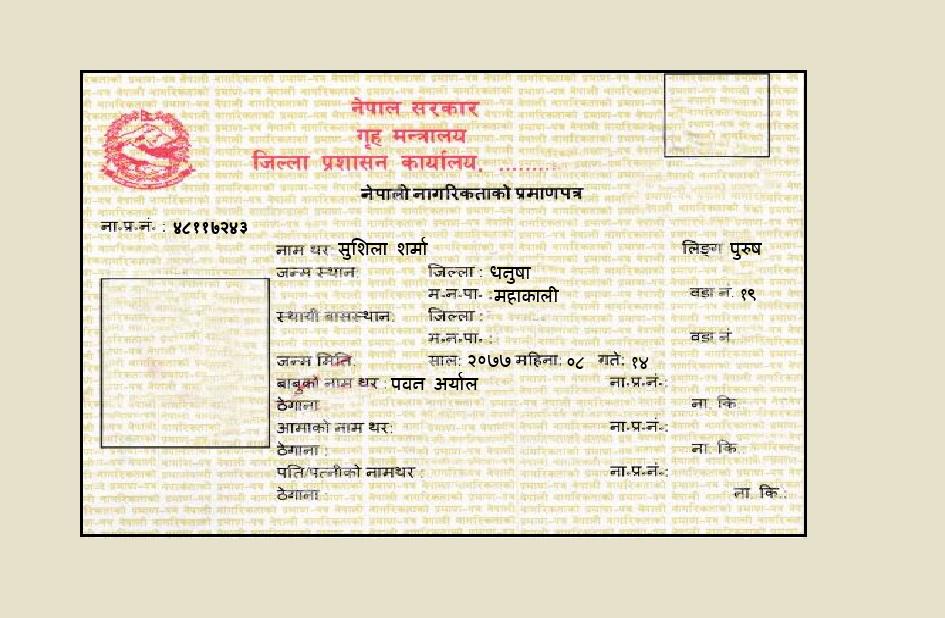 नेपाल सरकार
गृह मन्त्रालय
जिल्ला प्रशासन कार्यालय, .........
नेपाली नागरिकताको प्रमाणपत्र
ना.प्र.नं. : ४८११७२४३
नाम थर: सुशिला शर्मा लिङ्ग पुरुष
जन्म स्थान: जिल्ला : धनुषा
म.न.पा. : महाकाली वडा नं. १९
स्थायी बासस्थान: जिल्ला :
म.न.पा. : वडा नं
जन्म मिति: साल: २०७७ महिना: ०८ गते: १४
बाबुको नाम थर : पवन अर्याल ना.प्र.नं.:
ठेगाना ना. कि.
आमाको नाम थर: ना.प्र.नं.:
ठेगाना : ना. कि.
पति/पत्नीको नामथर : ना.प्र.नं.:
ठेगाना : ना. कि.: